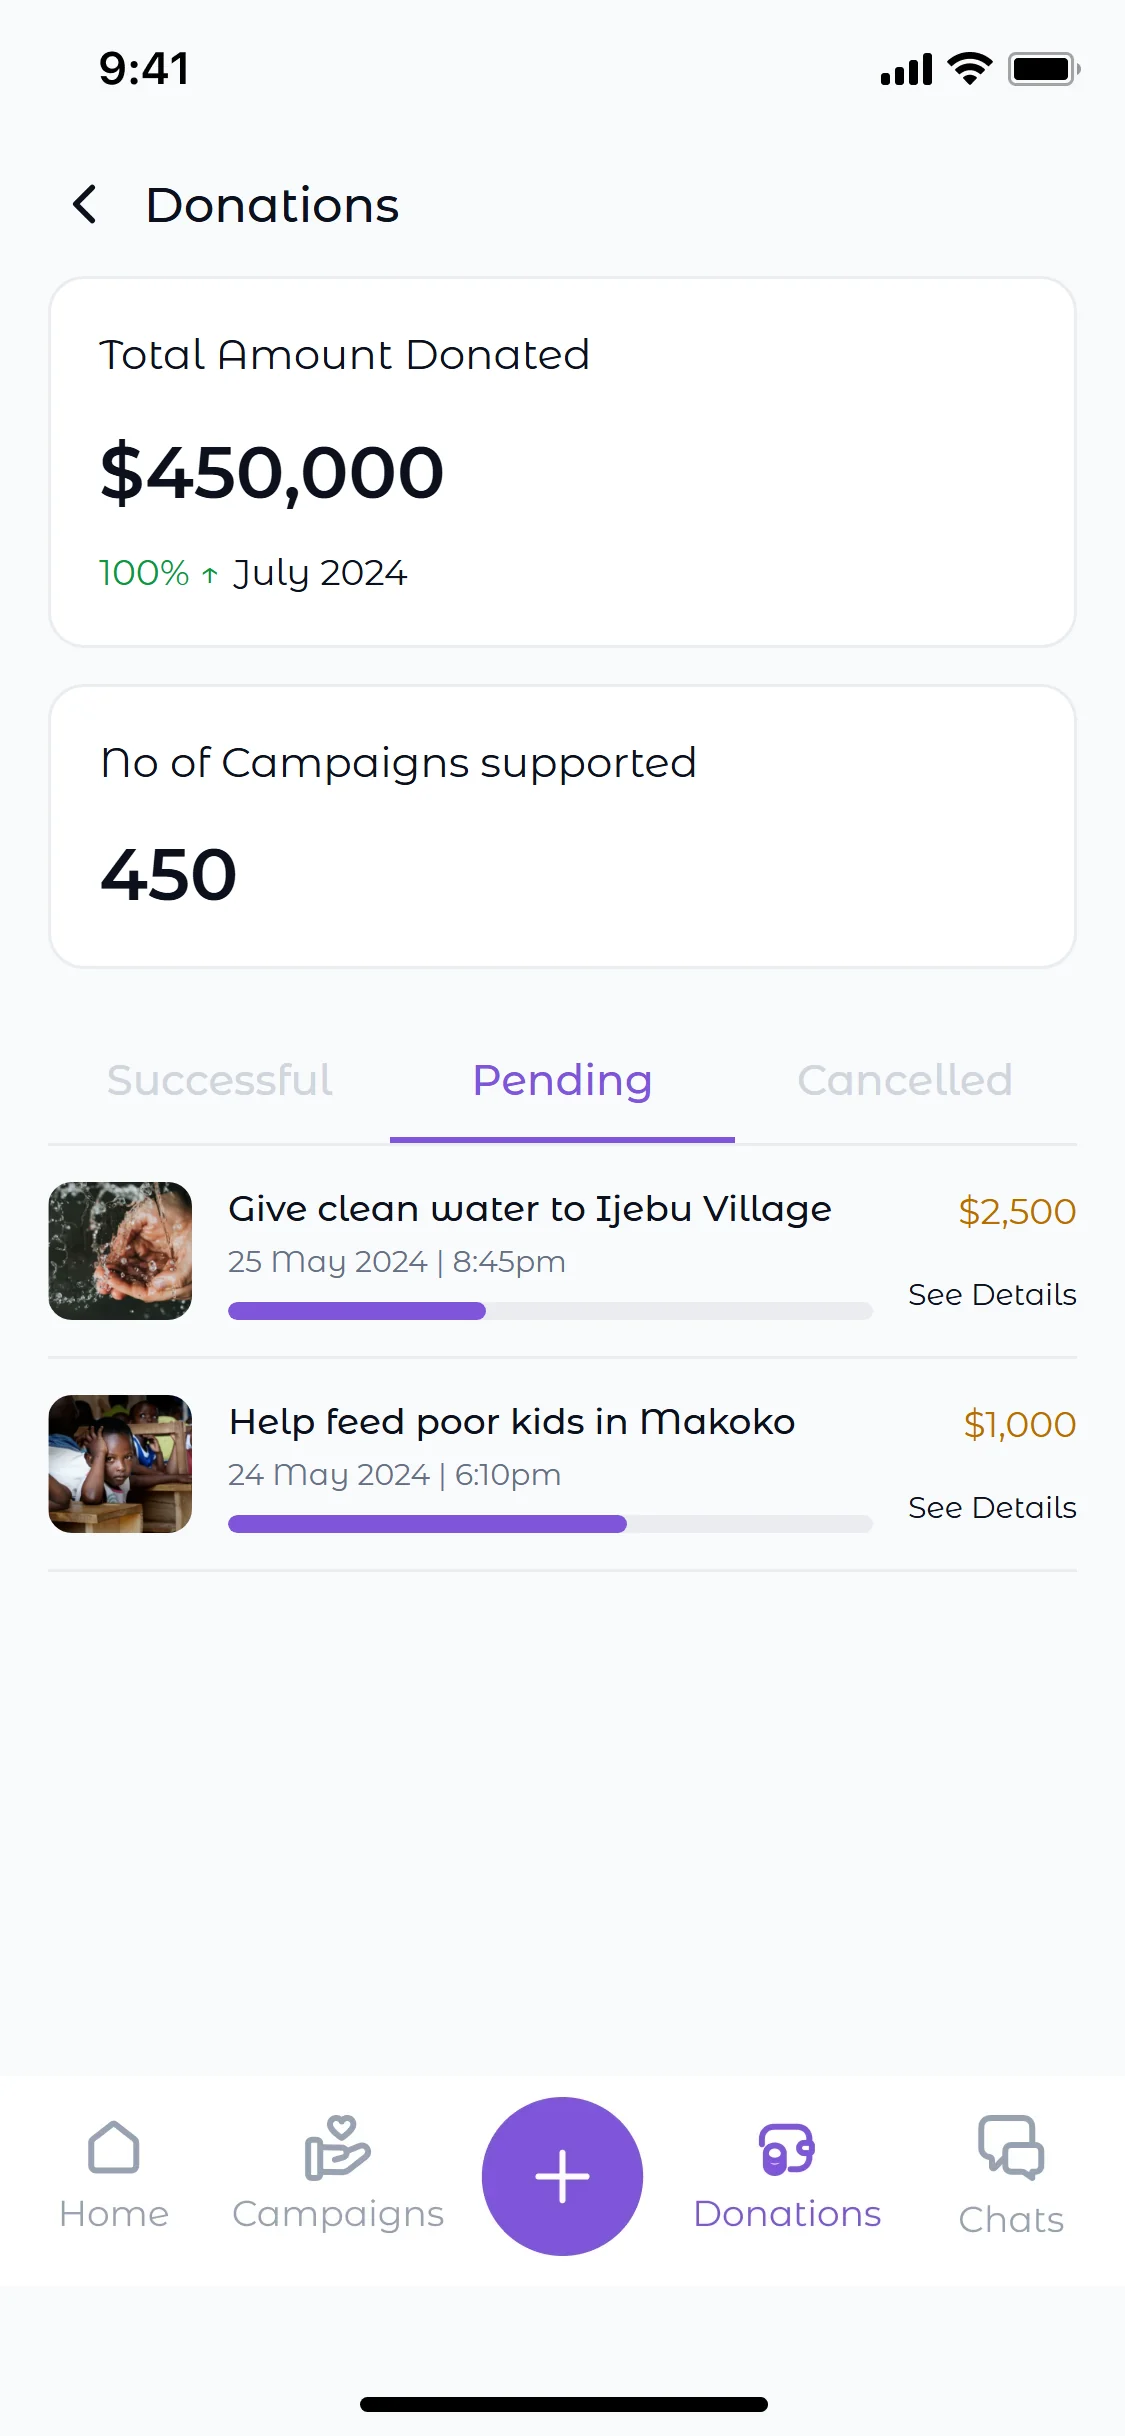 9:41
Donations
Total Amount Donated
$450,000
100% ↑ July 2024
No of Campaigns supported
450
Successful Pending Cancelled
Give clean water to Ijebu Village $2,500
25 May 2024 | 8:45pm
See Details
Help feed poor kids in Makoko $1,000
24 May 2024 | 6:10pm
See Details
Home Campaigns Donations Chats